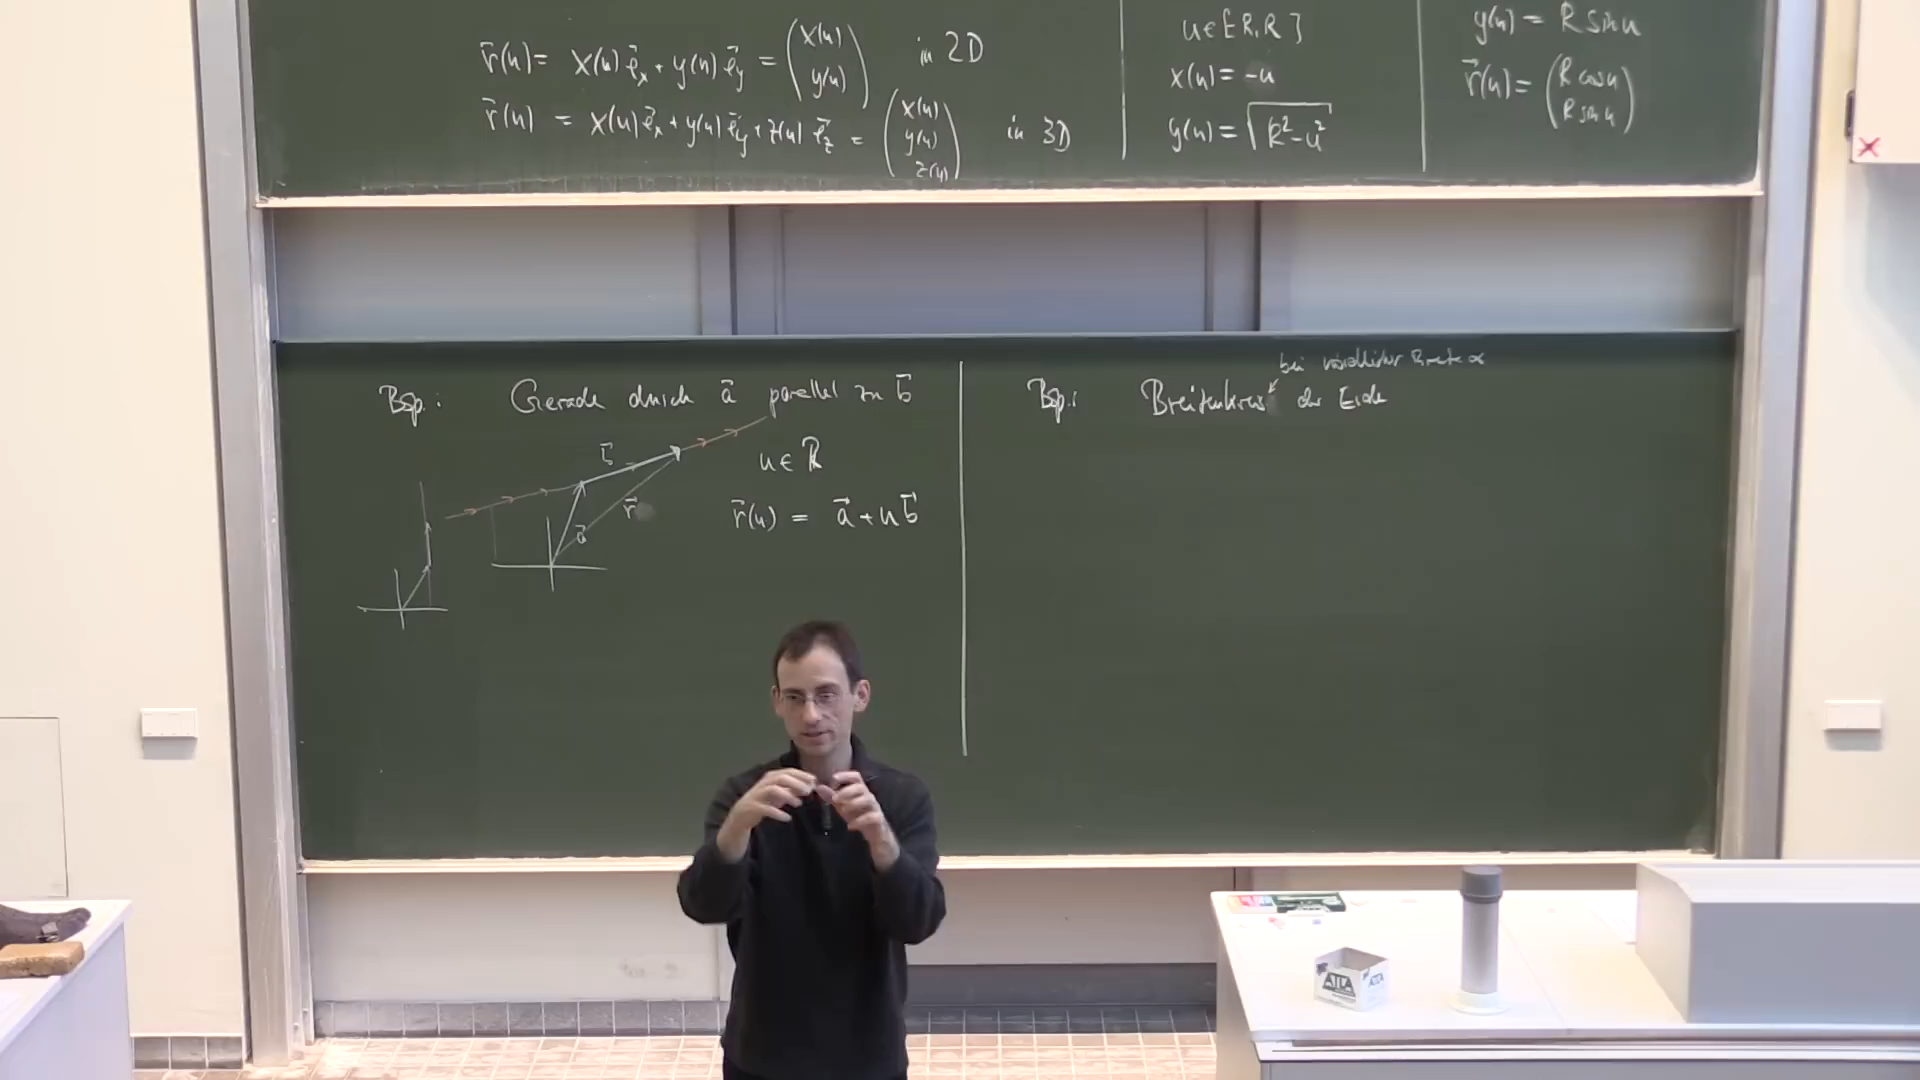 r⃗(u) = x(u) e⃗ₓ + y(u) e⃗ᵧ = (x(u) y(u)) in 2D
r⃗(u) = x(u) e⃗ₓ + y(u) e⃗ᵧ + z(u) e⃗_z = (x(u) y(u) z(u)) in 3D
u ∈ [-R, R]
x(u) = -u
y(u) = √(R² - u²)
y(u) = R sin u
r⃗(u) = (R cos u R sin u)
Bsp.: Gerade durch a⃗ parallel zu b⃗
b⃗
a⃗
r⃗
u ∈ ℝ
r⃗(u) = a⃗ + u b⃗
bei nördlicher Breite α
Bsp.: Breitenkreis der Erde
ATLA